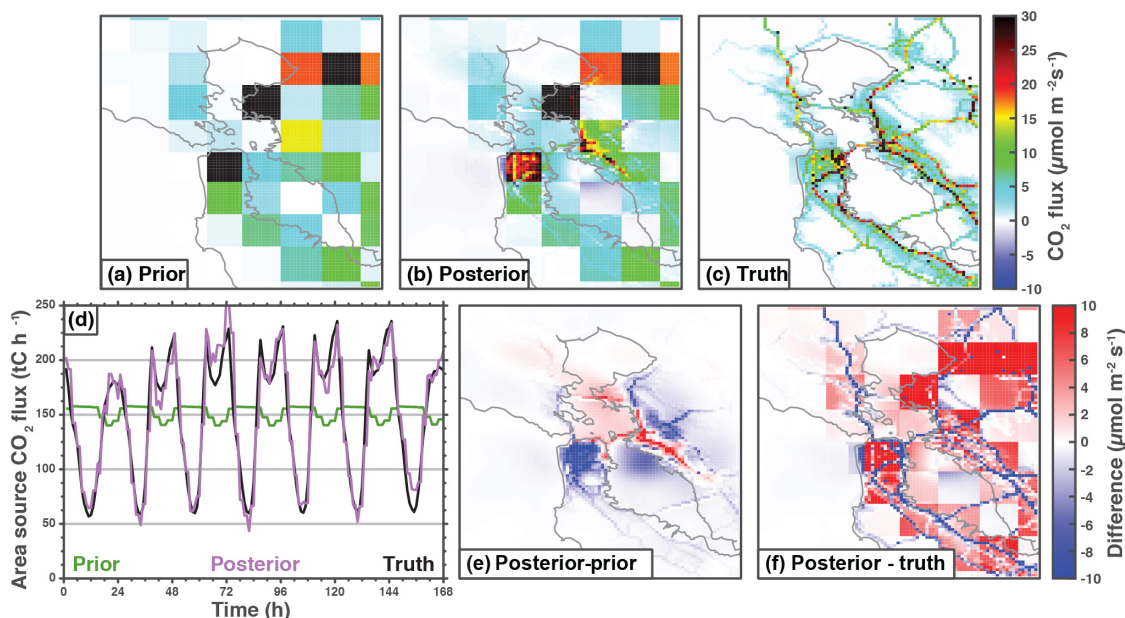 (a) Prior
(b) Posterior
(c) Truth
30
25
20
15
10
5
0
-5
-10
CO₂ flux (µmol m⁻²s⁻¹)
(d)
250
200
150
100
50
0
Area source CO₂ flux (tC h⁻¹)
Prior
Posterior
Truth
0 24 48 72 96 120 144 168
Time (h)
(e) Posterior-prior
(f) Posterior - truth
10
8
6
4
2
0
-2
-4
-6
-8
-10
Difference (µmol m⁻² s⁻¹)